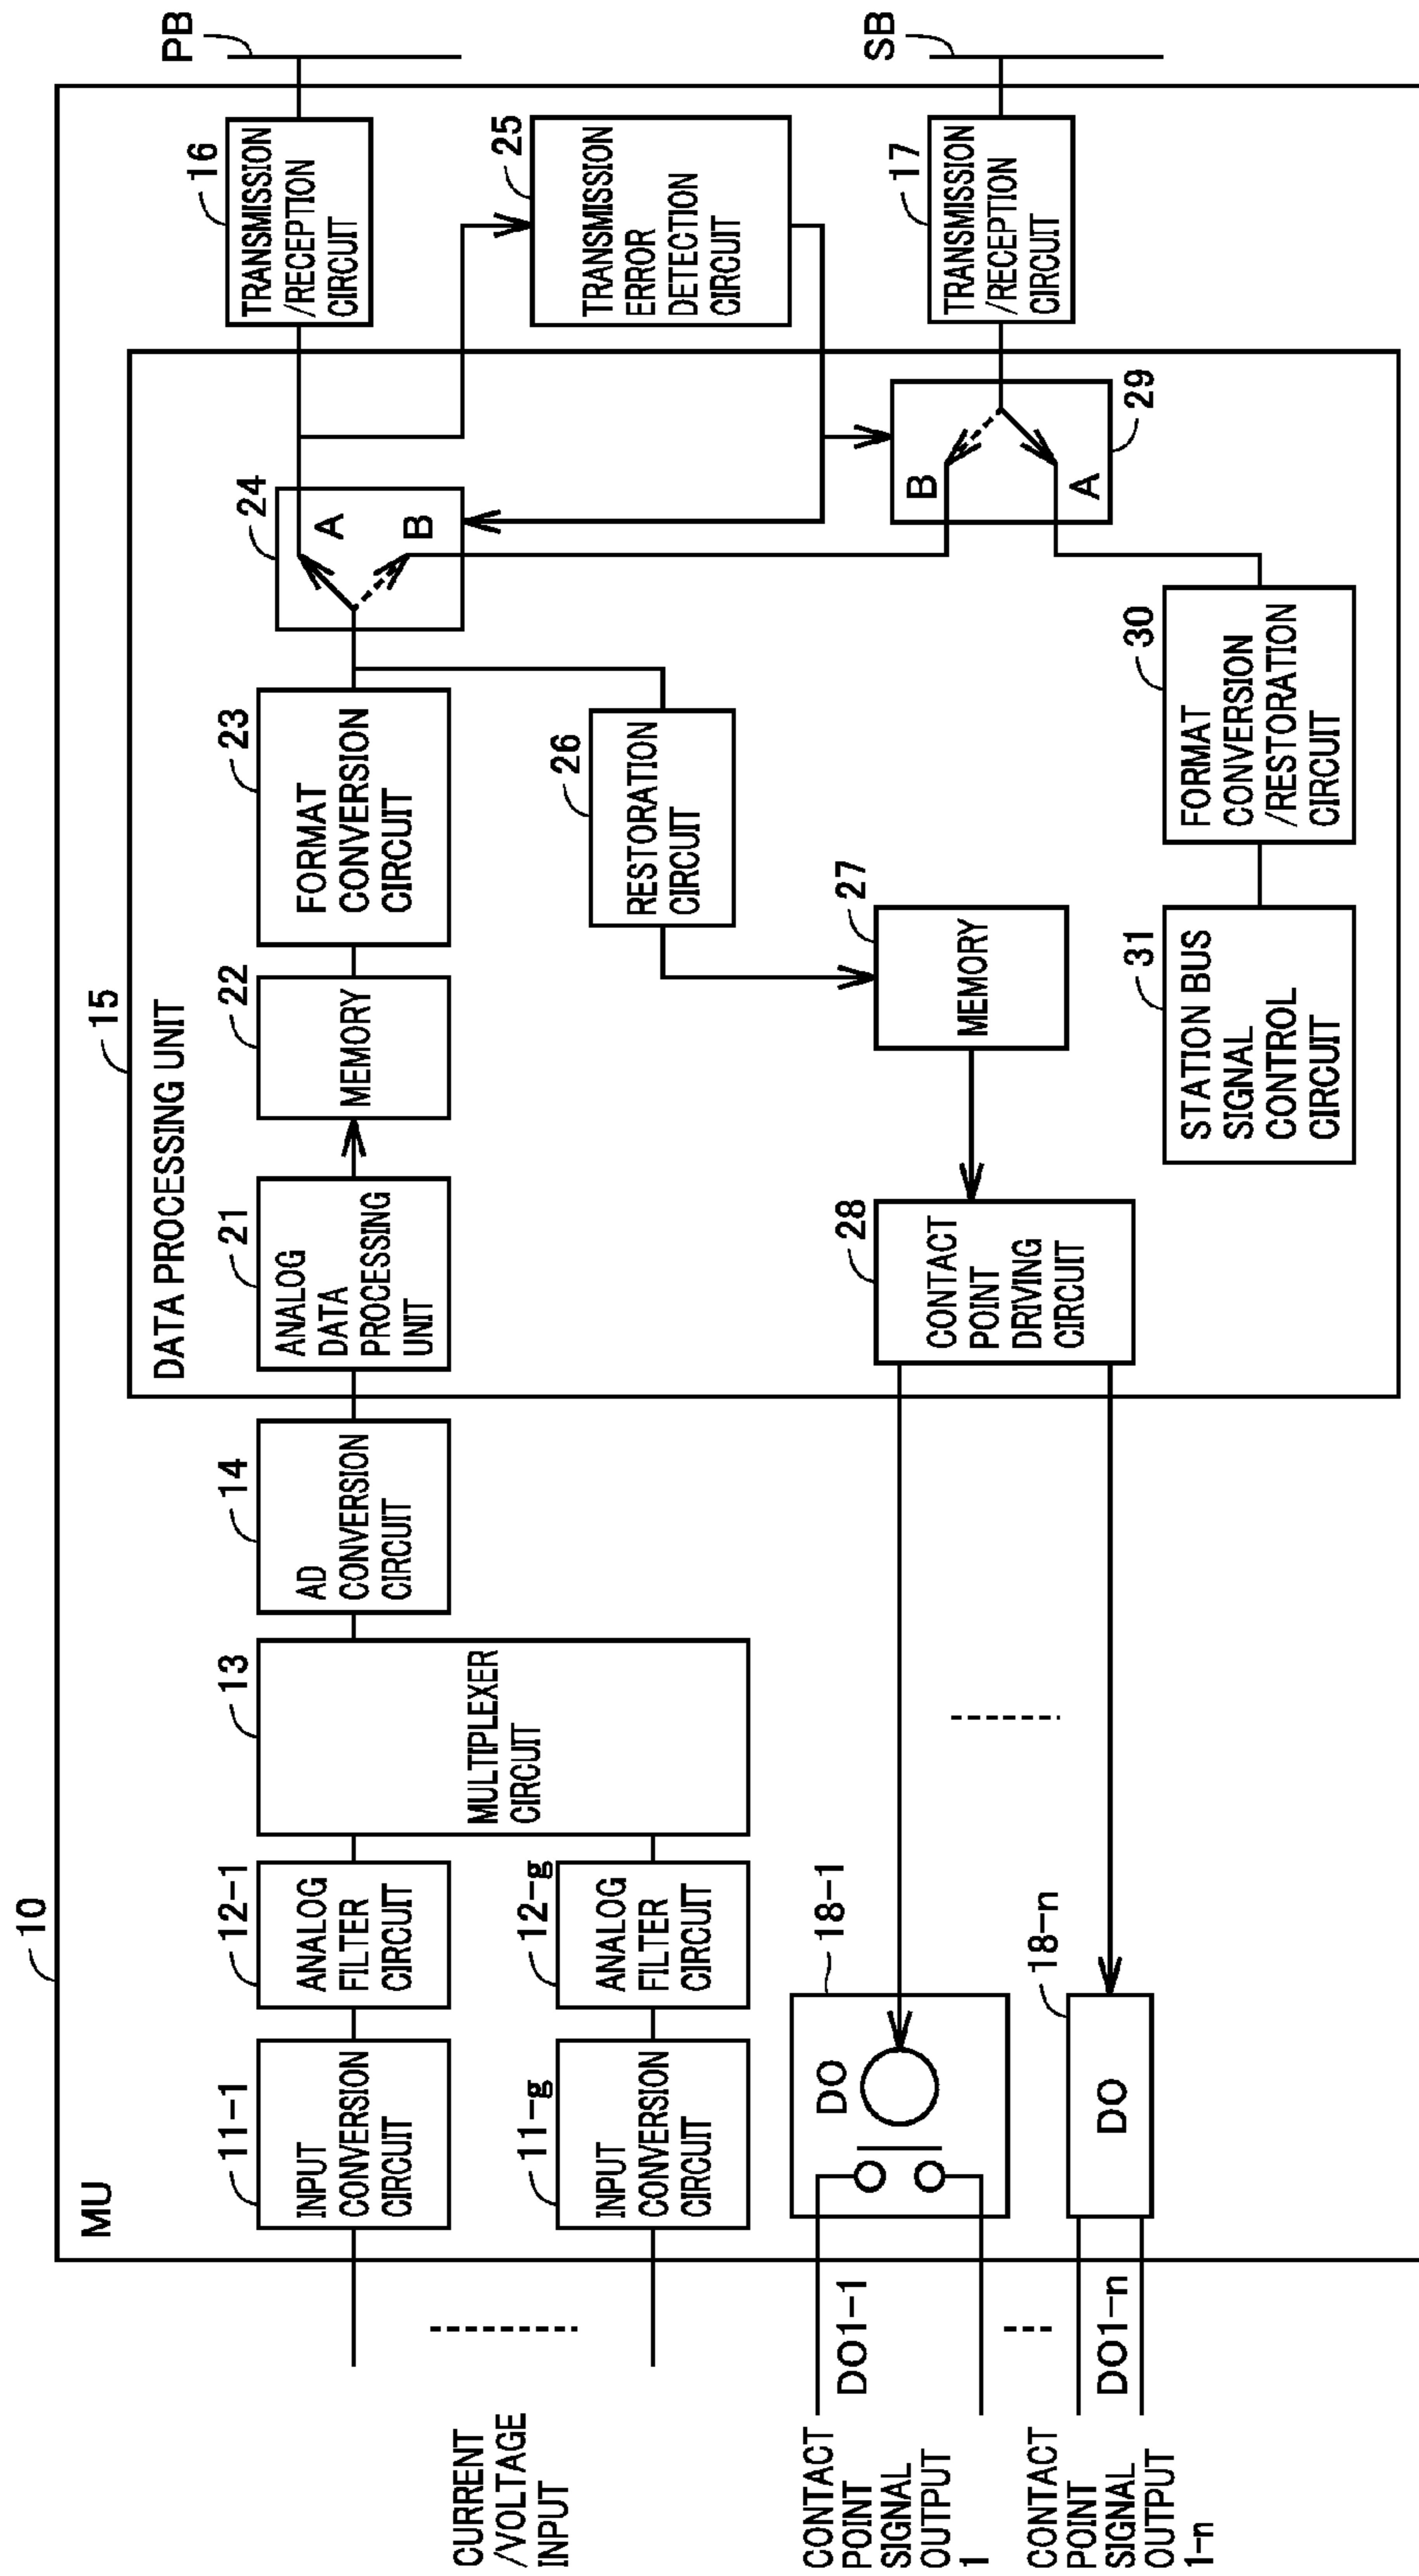 10
MU
15
DATA PROCESSING UNIT
11-1
INPUT
CONVERSION
CIRCUIT
12-1
ANALOG
FILTER
CIRCUIT
13
MULTIPLEXER
CIRCUIT
14
AD
CONVERSION
CIRCUIT
21
ANALOG
DATA
PROCESSING
UNIT
22
MEMORY
23
FORMAT
CONVERSION
CIRCUIT
24
A
B
16
TRANSMISSION
/RECEPTION
CIRCUIT
PB
CURRENT
/VOLTAGE
INPUT
11-g
INPUT
CONVERSION
CIRCUIT
12-g
ANALOG
FILTER
CIRCUIT
26
RESTORATION
CIRCUIT
25
TRANSMISSION
ERROR
DETECTION
CIRCUIT
CONTACT
POINT
SIGNAL
OUTPUT
1
DO1-1
DO
18-1
28
CONTACT
POINT
DRIVING
CIRCUIT
27
MEMORY
B
A
29
17
TRANSMISSION
/RECEPTION
CIRCUIT
SB
CONTACT
POINT
SIGNAL
OUTPUT
1-n
DO1-n
DO
18-n
31
STATION BUS
SIGNAL
CONTROL
CIRCUIT
30
FORMAT
CONVERSION
/RESTORATION
CIRCUIT